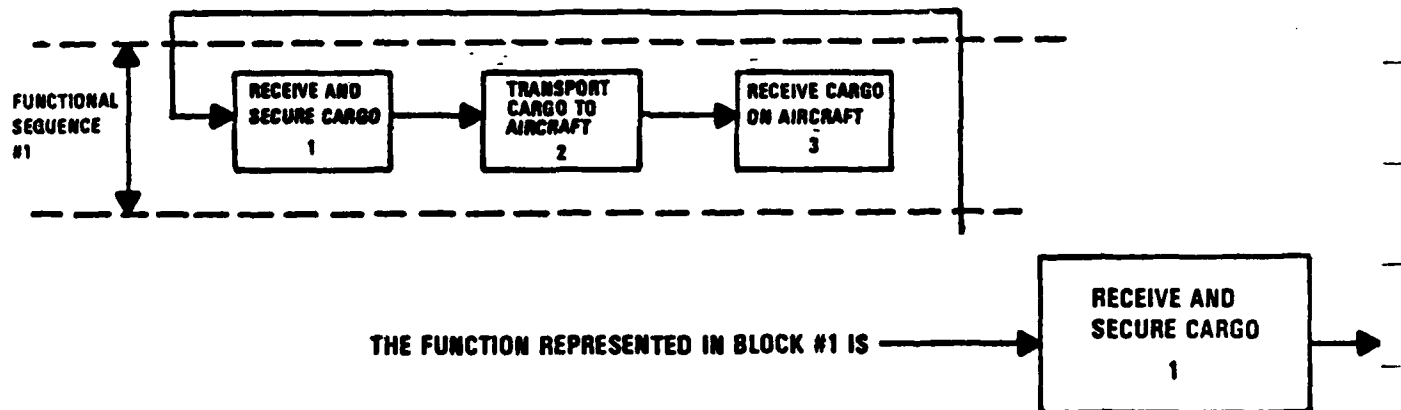 FUNCTIONAL
SEQUENCE
#1
RECEIVE AND
SECURE CARGO
1
TRANSPORT
CARGO TO
AIRCRAFT
2
RECEIVE CARGO
ON AIRCRAFT
3
THE FUNCTION REPRESENTED IN BLOCK #1 IS
RECEIVE AND
SECURE CARGO
1